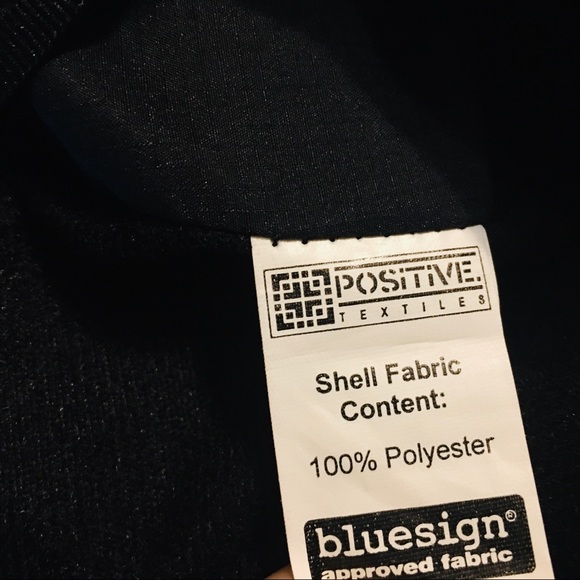 POSiTiVE.
TEXTILES
Shell Fabric
Content:
100% Polyester
bluesign®
approved fabric